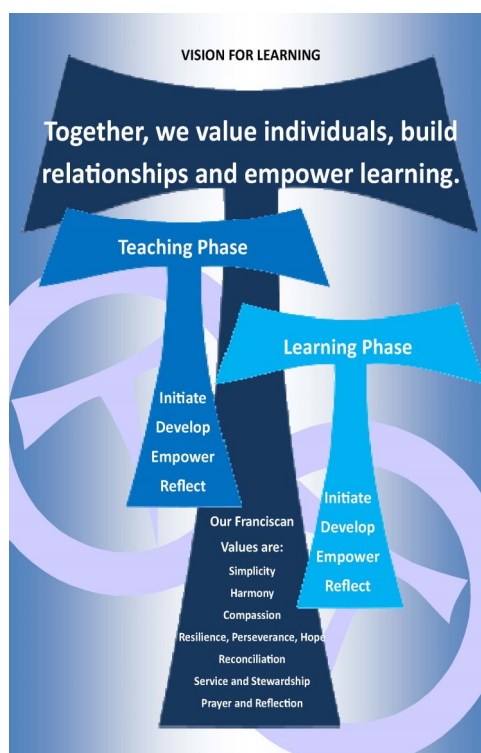 VISION FOR LEARNING
Together, we value individuals, build
relationships and empower learning.
Teaching Phase
Initiate
Develop
Empower
Reflect
Learning Phase
Initiate
Develop
Empower
Reflect
Our Franciscan
Values are:
Simplicity
Harmony
Compassion
Resilience, Perseverance, Hope
Reconciliation
Service and Stewardship
Prayer and Reflection